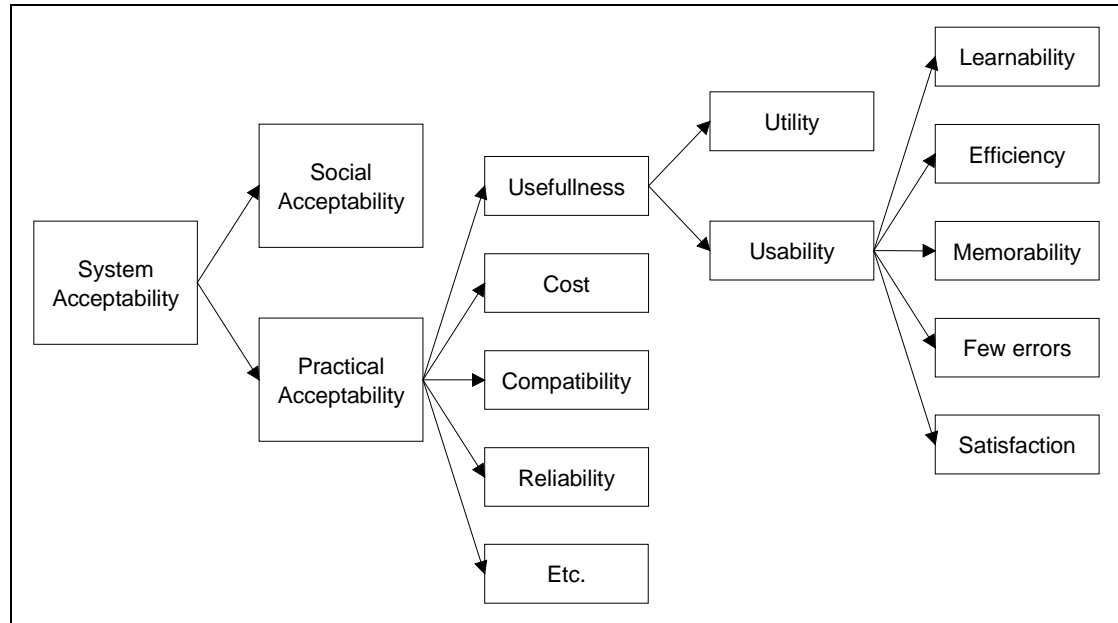 System
Acceptability
Social
Acceptability
Practical
Acceptability
Usefullness
Cost
Compatibility
Reliability
Etc.
Utility
Usability
Learnability
Efficiency
Memorability
Few errors
Satisfaction